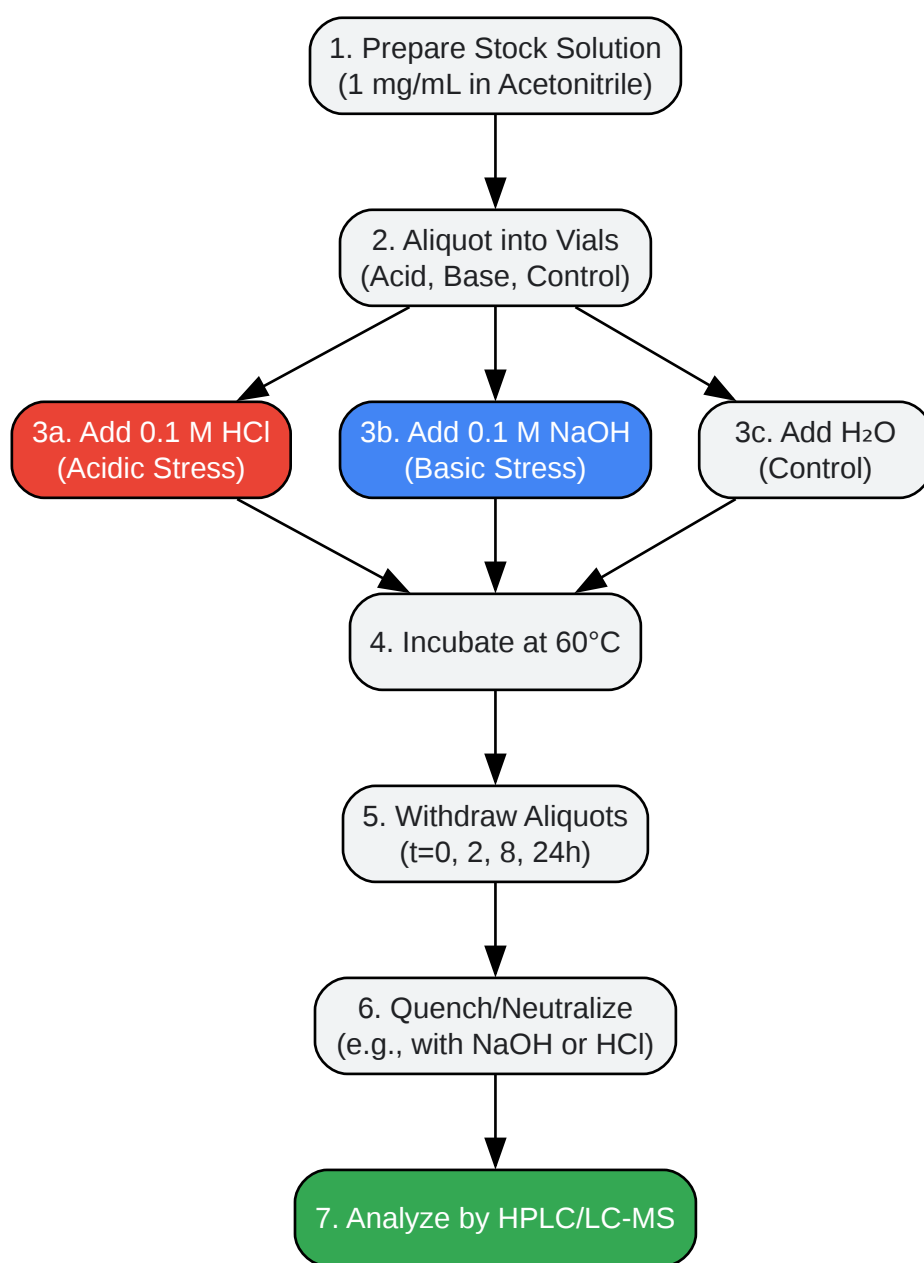 1. Prepare Stock Solution
(1 mg/mL in Acetonitrile)
2. Aliquot into Vials
(Acid, Base, Control)
3a. Add 0.1 M HCl
(Acidic Stress)
3b. Add 0.1 M NaOH
(Basic Stress)
3c. Add H₂O
(Control)
4. Incubate at 60°C
5. Withdraw Aliquots
(t=0, 2, 8, 24h)
6. Quench/Neutralize
(e.g., with NaOH or HCl)
7. Analyze by HPLC/LC-MS